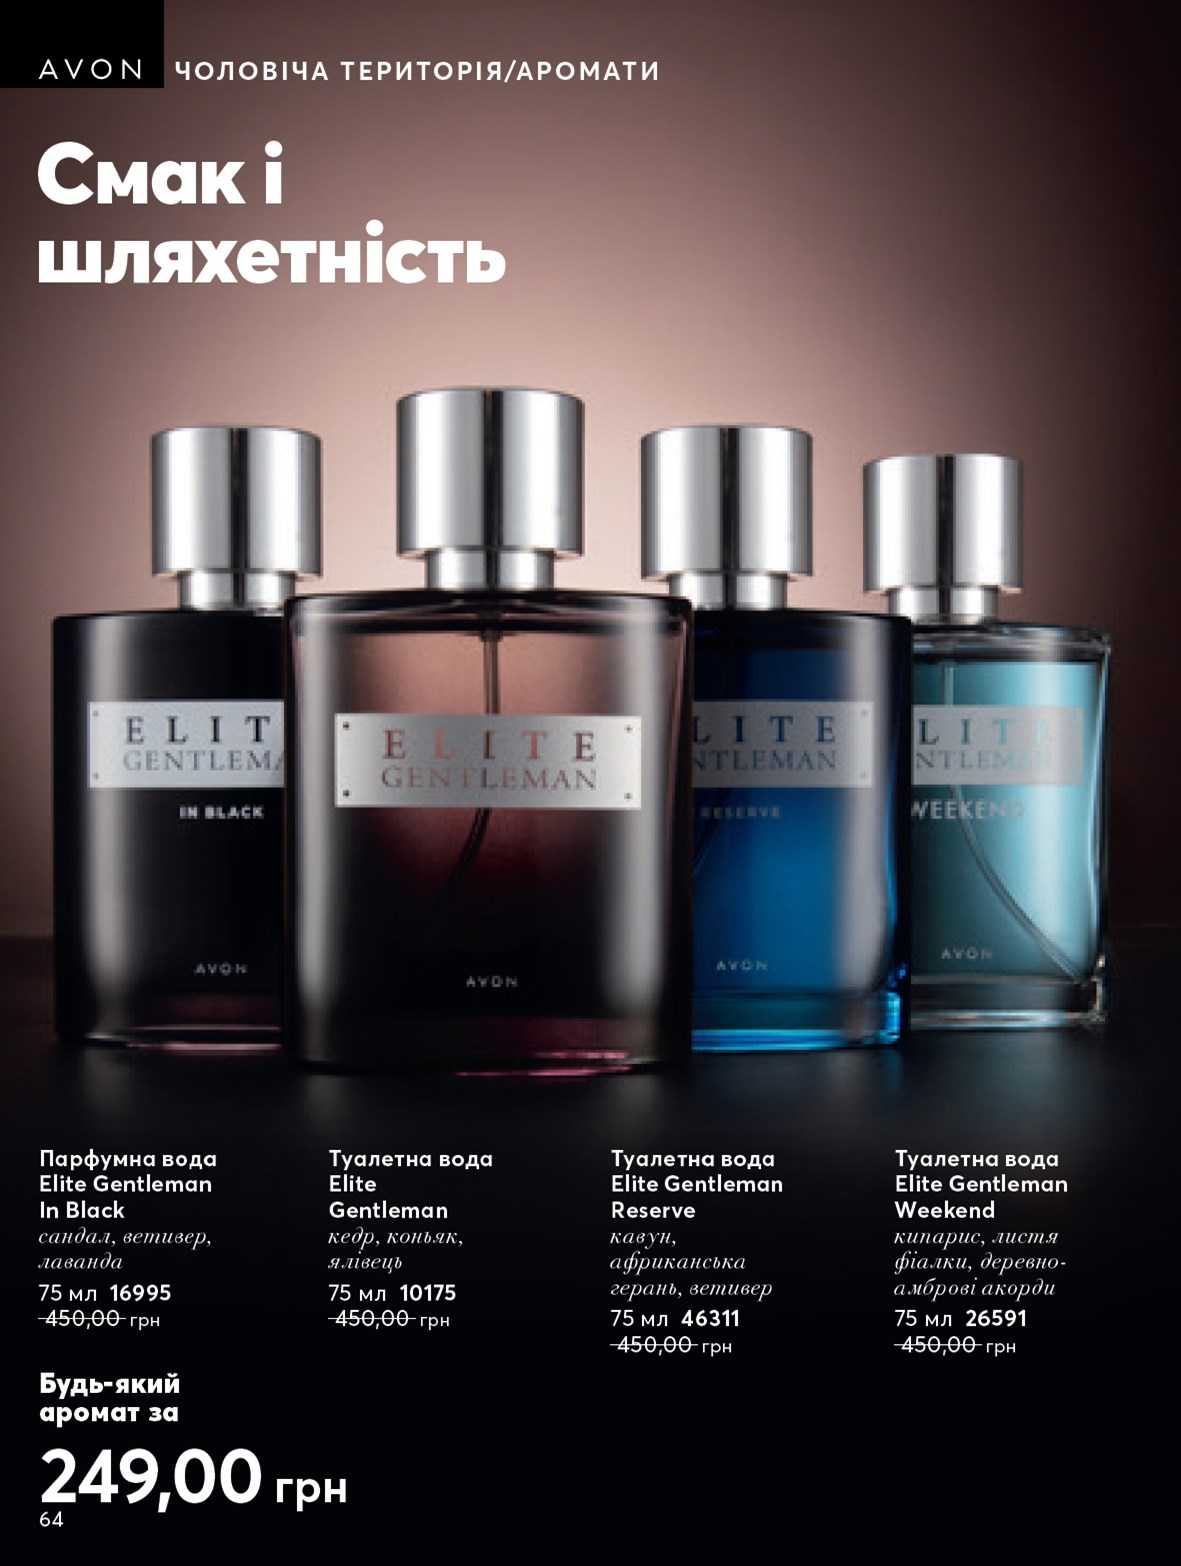 AVON ЧОЛОВІЧА ТЕРИТОРІЯ/АРОМАТИ
Смак і
шляхетність
ELIT
GENTLEMA
IN BLACK
AVON
ELITE
GENTLEMAN
AVON
LITE
NTLEMAN
RESERVE
AVON
LITE
NTLEMAN
WEEKEND
AVON
Парфумна вода
Elite Gentleman
In Black
сандал, ветивер,
лаванда
75 мл 16995
450,00 грн
Туалетна вода
Elite
Gentleman
кедр, коньяк,
ялівець
75 мл 10175
450,00 грн
Туалетна вода
Elite Gentleman
Reserve
кавун,
африканська
герань, ветивер
75 мл 46311
450,00 грн
Туалетна вода
Elite Gentleman
Weekend
кипарис, листя
фіалки, деревно-
амброві акорди
75 мл 26591
450,00 грн
Будь-який
аромат за
249,00 грн
64